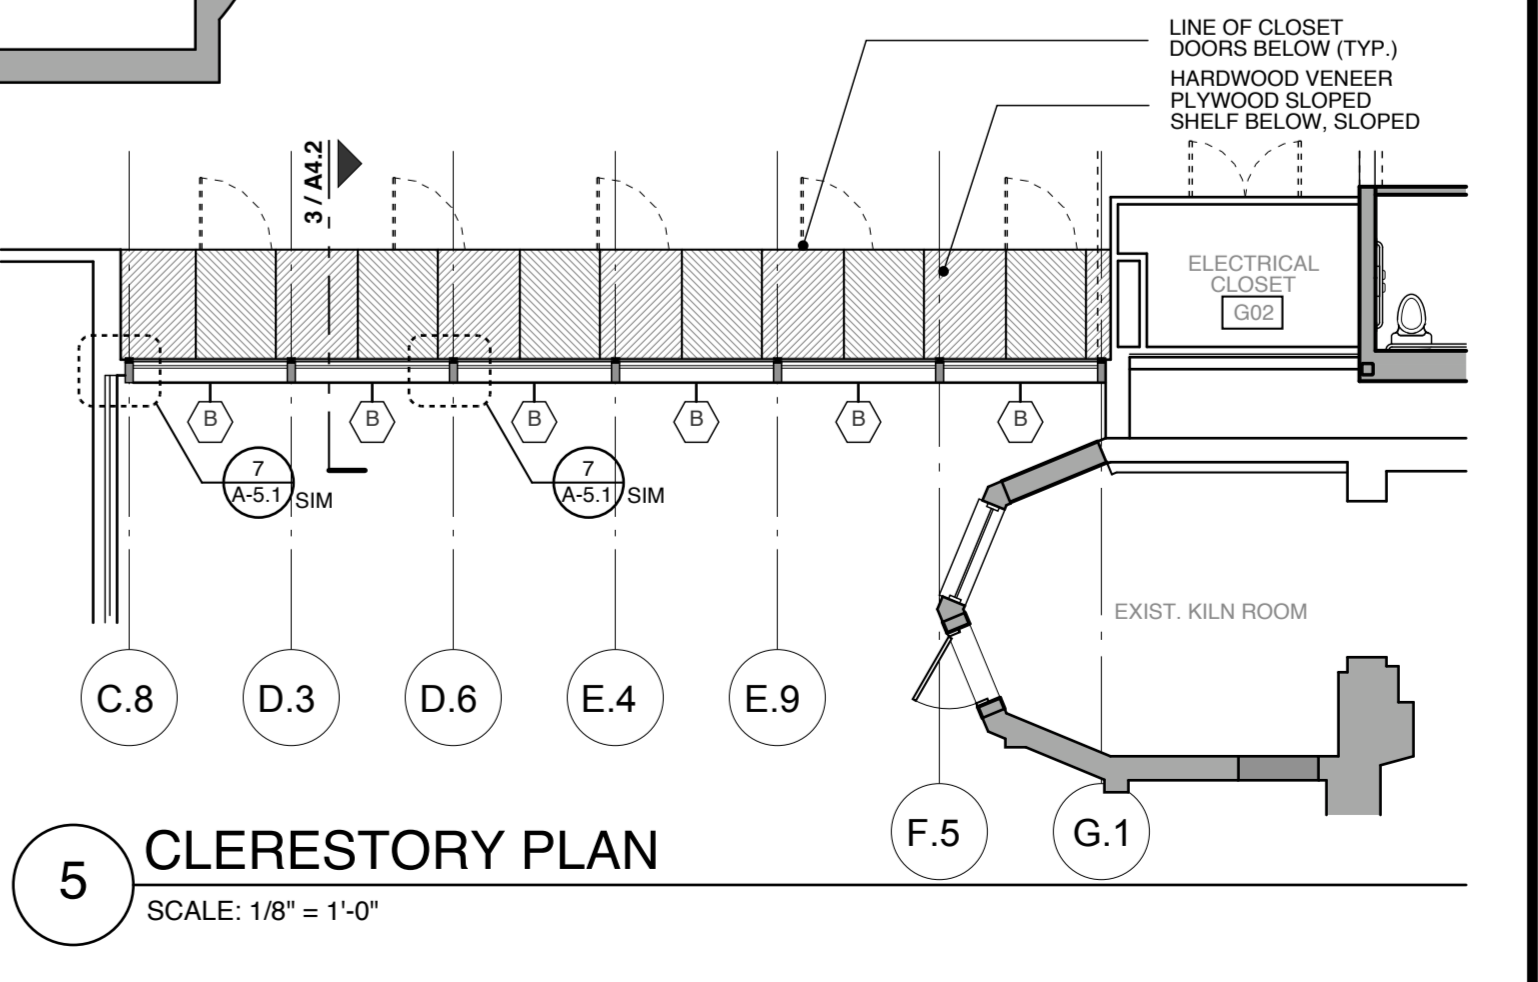 LINE OF CLOSET
DOORS BELOW (TYP.)
HARDWOOD VENEER
PLYWOOD SLOPED
SHELF BELOW, SLOPED
3 / A4.2
ELECTRICAL
CLOSET
G02
B
B
B
B
B
B
7
A-5.1
SIM
7
A-5.1
SIM
EXIST. KILN ROOM
C.8
D.3
D.6
E.4
E.9
F.5
G.1
5
CLERESTORY PLAN
SCALE: 1/8" = 1'-0"